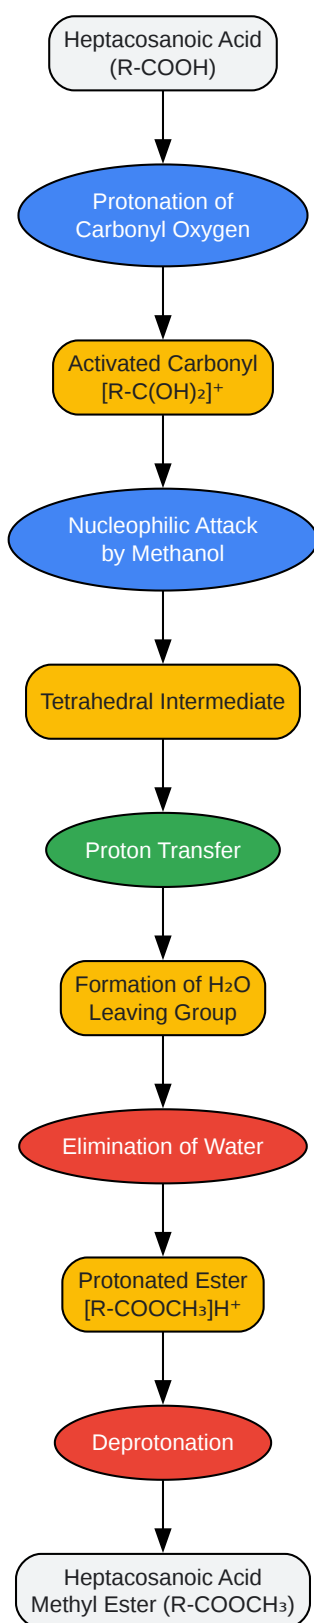 Heptacosanoic Acid
(R-COOH)
Protonation of
Carbonyl Oxygen
Activated Carbonyl
[R-C(OH)₂]⁺
Nucleophilic Attack
by Methanol
Tetrahedral Intermediate
Proton Transfer
Formation of H₂O
Leaving Group
Elimination of Water
Protonated Ester
[R-COOCH₃]H⁺
Deprotonation
Heptacosanoic Acid
Methyl Ester (R-COOCH₃)